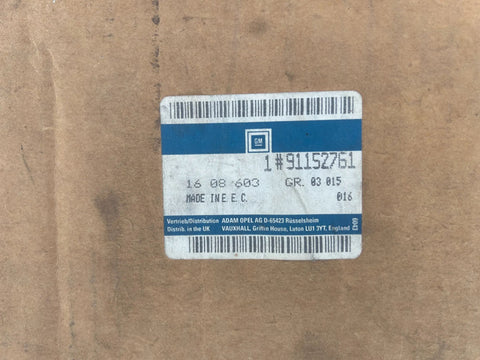 GM
1#91152761
16 08 603 GR. 03 015
MADE IN E.E.C. 016
Vertrieb/Distribution ADAM OPEL AG D-65423 Rüsselsheim
Distrib. in the UK VAUXHALL, Griffin House, Luton LU1 3YT, England